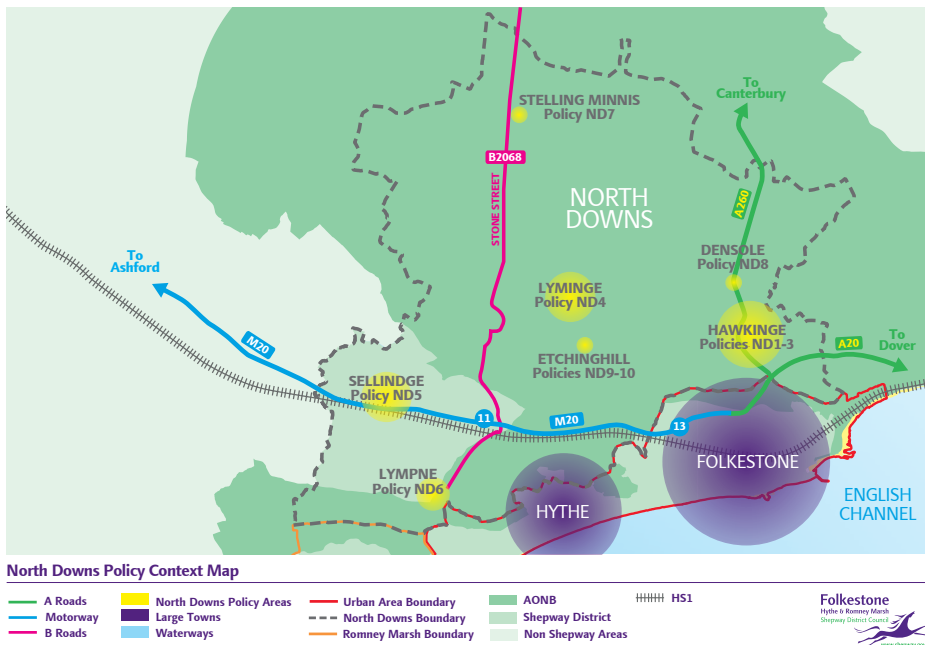 To
Canterbury
STELLING MINNIS
Policy ND7
B2068
STONE STREET
NORTH
DOWNS
A260
DENSOLE
Policy ND8
To
Ashford
LYMINGE
Policy ND4
HAWKINGE
Policies ND1-3
To
Dover
A20
M20
ETCHINGHILL
Policies ND9-10
SELLINDGE
Policy ND5
11
M20
13
FOLKESTONE
LYMPNE
Policy ND6
HYTHE
ENGLISH
CHANNEL
North Downs Policy Context Map
A Roads
Motorway
B Roads
North Downs Policy Areas
Large Towns
Waterways
Urban Area Boundary
North Downs Boundary
Romney Marsh Boundary
AONB
Shepway District
Non Shepway Areas
HS1
Folkestone
Hythe & Romney Marsh
Shepway District Council